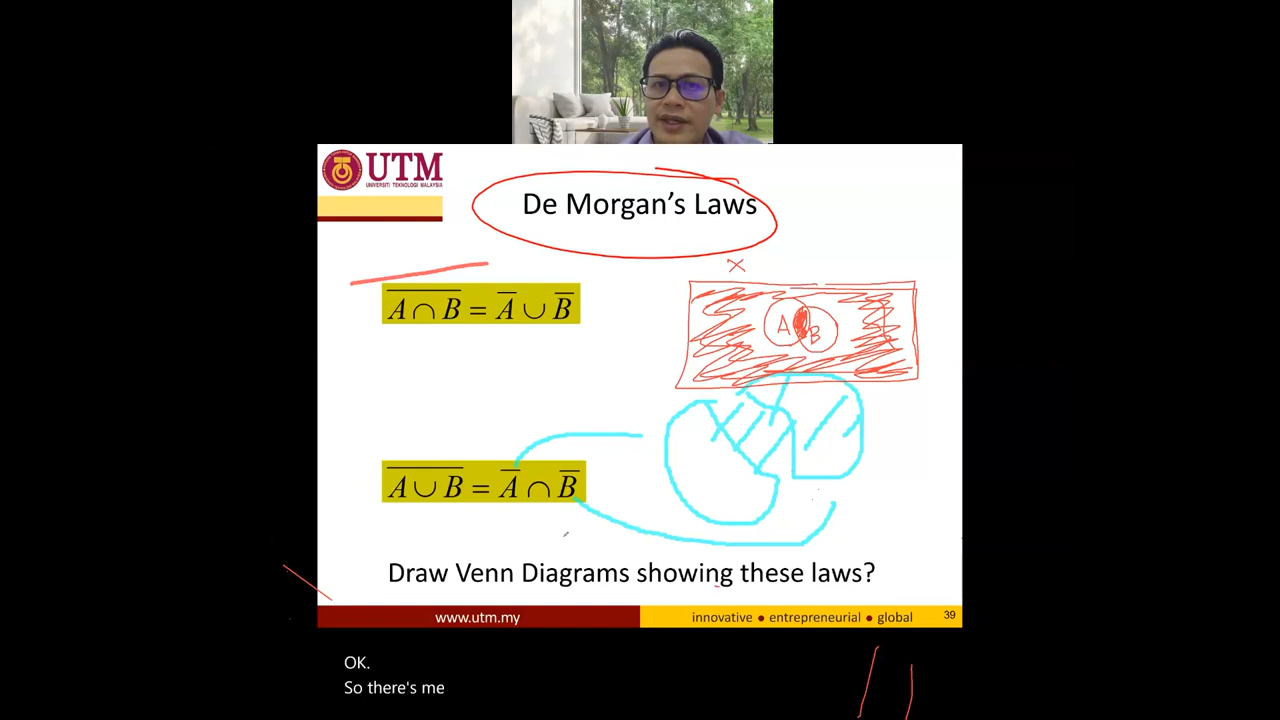 UTM
UNIVERSITI TEKNOLOGI MALAYSIA
De Morgan's Laws
X
A̅ ̅∩̅ ̅B̅ = A̅ ∪ B̅
A
B
A̅ ̅∪̅ ̅B̅ = A̅ ∩ B̅
Draw Venn Diagrams showing these laws?
www.utm.my
innovative ● entrepreneurial ● global
39
OK.
So there's me